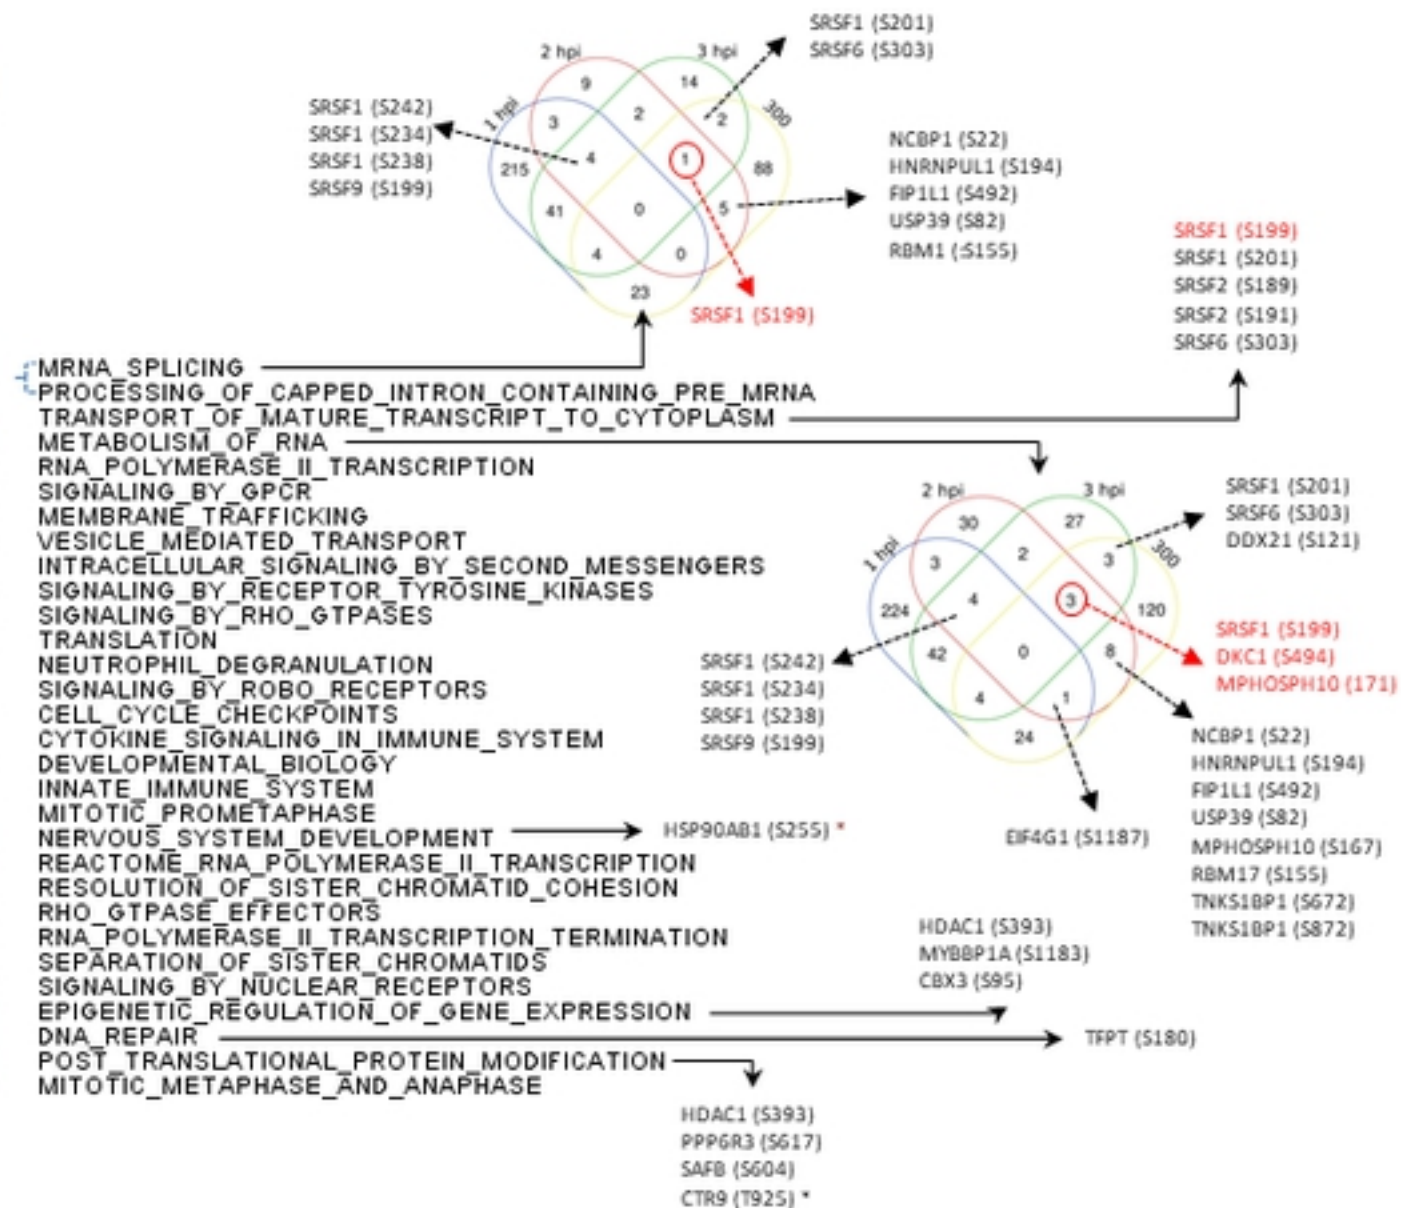 SRSF1 (S201)
SRSF6 (S303)
2 hpi
3 hpi
1 hpi
300
9
14
3
2
2
215
4
1
88
41
0
5
4
0
23
SRSF1 (S242)
SRSF1 (S234)
SRSF1 (S238)
SRSF9 (S199)
NCBP1 (S22)
HNRNPUL1 (S194)
FIP1L1 (S492)
USP39 (S82)
RBM1 (:S155)
SRSF1 (S199)
SRSF1 (S199)
SRSF1 (S201)
SRSF2 (S189)
SRSF2 (S191)
SRSF6 (S303)
MRNA_SPLICING
PROCESSING_OF_CAPPED_INTRON_CONTAINING_PRE_MRNA
TRANSPORT_OF_MATURE_TRANSCRIPT_TO_CYTOPLASM
METABOLISM_OF_RNA
RNA_POLYMERASE_II_TRANSCRIPTION
SIGNALING_BY_GPCR
MEMBRANE_TRAFFICKING
VESICLE_MEDIATED_TRANSPORT
INTRACELLULAR_SIGNALING_BY_SECOND_MESSENGERS
SIGNALING_BY_RECEPTOR_TYROSINE_KINASES
SIGNALING_BY_RHO_GTPASES
TRANSLATION
NEUTROPHIL_DEGRANULATION
SIGNALING_BY_ROBO_RECEPTORS
CELL_CYCLE_CHECKPOINTS
CYTOKINE_SIGNALING_IN_IMMUNE_SYSTEM
DEVELOPMENTAL_BIOLOGY
INNATE_IMMUNE_SYSTEM
MITOTIC_PROMETAPHASE
NERVOUS_SYSTEM_DEVELOPMENT
REACTOME_RNA_POLYMERASE_II_TRANSCRIPTION
RESOLUTION_OF_SISTER_CHROMATID_COHESION
RHO_GTPASE_EFFECTORS
RNA_POLYMERASE_II_TRANSCRIPTION_TERMINATION
SEPARATION_OF_SISTER_CHROMATIDS
SIGNALING_BY_NUCLEAR_RECEPTORS
EPIGENETIC_REGULATION_OF_GENE_EXPRESSION
DNA_REPAIR
POST_TRANSLATIONAL_PROTEIN_MODIFICATION
MITOTIC_METAPHASE_AND_ANAPHASE
2 hpi
3 hpi
1 hpi
300
30
27
3
2
3
224
4
3
120
42
0
8
4
1
24
SRSF1 (S201)
SRSF6 (S303)
DDX21 (S121)
SRSF1 (S199)
DKC1 (S494)
MPHOSPH10 (171)
SRSF1 (S242)
SRSF1 (S234)
SRSF1 (S238)
SRSF9 (S199)
NCBP1 (S22)
HNRNPUL1 (S194)
FIP1L1 (S492)
USP39 (S82)
MPHOSPH10 (S167)
RBM17 (S155)
TNKS1BP1 (S672)
TNKS1BP1 (S872)
EIF4G1 (S1187)
HSP90AB1 (S255) *
HDAC1 (S393)
MYBBP1A (S1183)
CBX3 (S95)
TFPT (S180)
HDAC1 (S393)
PPP6R3 (S617)
SAFB (S604)
CTR9 (T925) *